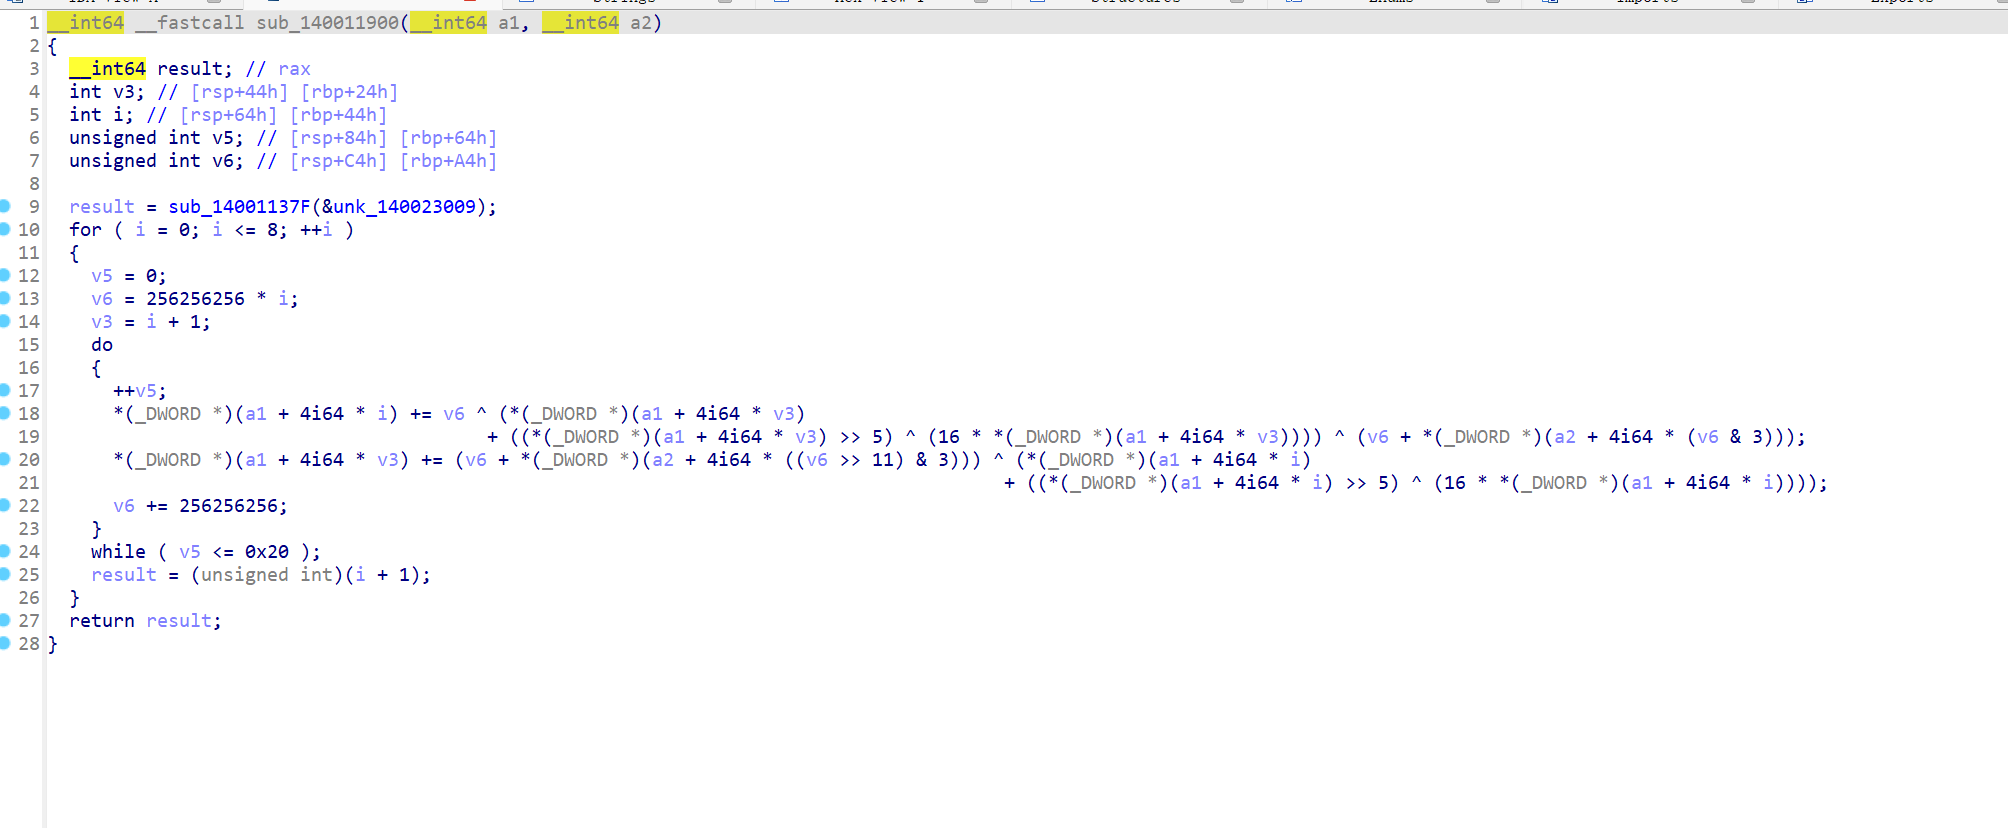 Strings Structures Enums Imports Exports
1 __int64 __fastcall sub_140011900(__int64 a1, __int64 a2)
2 {
3 __int64 result; // rax
4 int v3; // [rsp+44h] [rbp+24h]
5 int i; // [rsp+64h] [rbp+44h]
6 unsigned int v5; // [rsp+84h] [rbp+64h]
7 unsigned int v6; // [rsp+C4h] [rbp+A4h]
8
9 result = sub_14001137F(&unk_140023009);
10 for ( i = 0; i <= 8; ++i )
11 {
12 v5 = 0;
13 v6 = 256256256 * i;
14 v3 = i + 1;
15 do
16 {
17 ++v5;
18 *(_DWORD *)(a1 + 4i64 * i) += v6 ^ (*(_DWORD *)(a1 + 4i64 * v3)
19 + ((*(_DWORD *)(a1 + 4i64 * v3) >> 5) ^ (16 * *(_DWORD *)(a1 + 4i64 * v3)))) ^ (v6 + *(_DWORD *)(a2 + 4i64 * (v6 & 3)));
20 *(_DWORD *)(a1 + 4i64 * v3) += (v6 + *(_DWORD *)(a2 + 4i64 * ((v6 >> 11) & 3))) ^ (*(_DWORD *)(a1 + 4i64 * i)
21 + ((*(_DWORD *)(a1 + 4i64 * i) >> 5) ^ (16 * *(_DWORD *)(a1 + 4i64 * i))));
22 v6 += 256256256;
23 }
24 while ( v5 <= 0x20 );
25 result = (unsigned int)(i + 1);
26 }
27 return result;
28 }